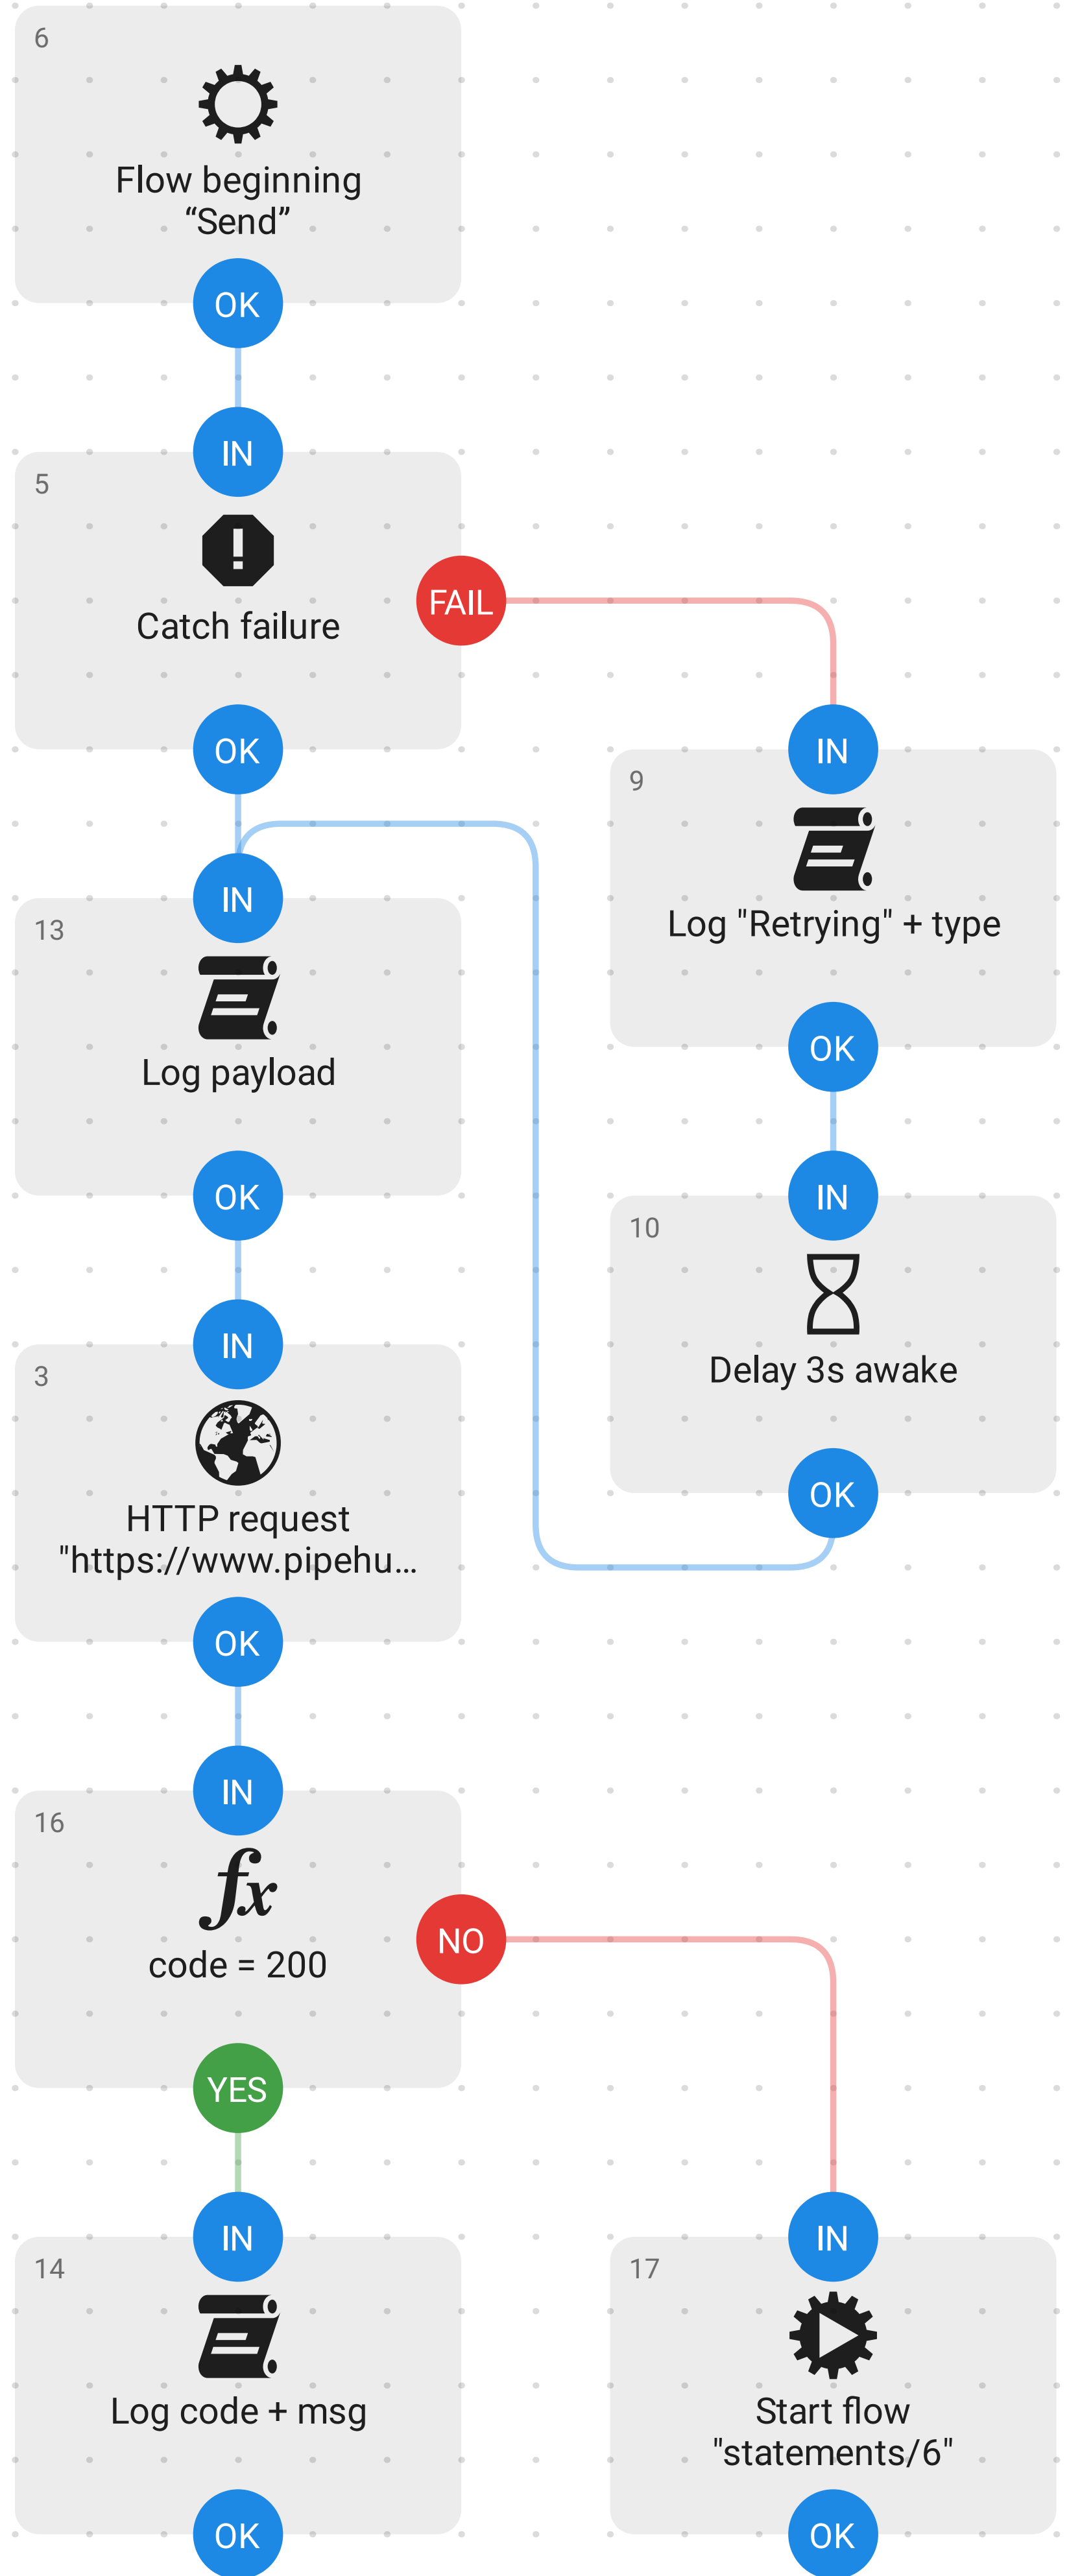 6
Flow beginning
“Send”
OK
IN
5
Catch failure
FAIL
OK
IN
9
Log "Retrying" + type
OK
IN
13
Log payload
OK
IN
10
Delay 3s awake
OK
IN
3
HTTP request
"https://www.pipehu...
OK
IN
16
fx
code = 200
NO
YES
IN
14
Log code + msg
OK
IN
17
Start flow
"statements/6"
OK